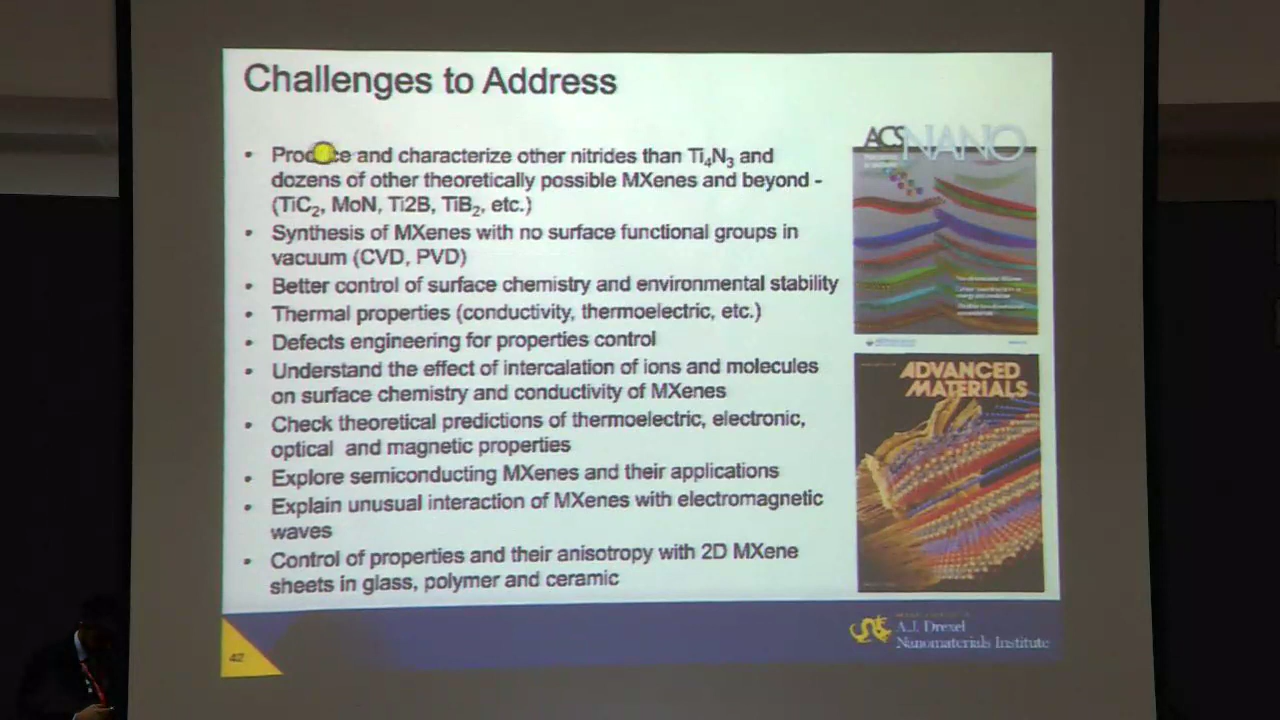 Challenges to Address
• Produce and characterize other nitrides than Ti₄N₃ and
dozens of other theoretically possible MXenes and beyond -
(TiC₂, MoN, Ti2B, TiB₂, etc.)
• Synthesis of MXenes with no surface functional groups in
vacuum (CVD, PVD)
• Better control of surface chemistry and environmental stability
• Thermal properties (conductivity, thermoelectric, etc.)
• Defects engineering for properties control
• Understand the effect of intercalation of ions and molecules
on surface chemistry and conductivity of MXenes
• Check theoretical predictions of thermoelectric, electronic,
optical and magnetic properties
• Explore semiconducting MXenes and their applications
• Explain unusual interaction of MXenes with electromagnetic
waves
• Control of properties and their anisotropy with 2D MXene
sheets in glass, polymer and ceramic
ACS NANO
ADVANCED
MATERIALS
42
A.J. Drexel
Nanomaterials Institute